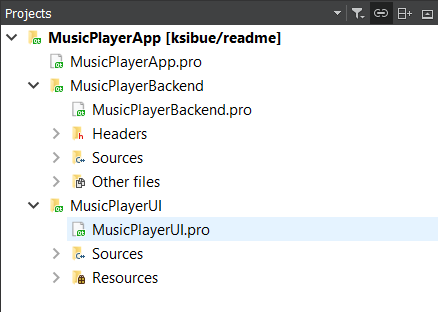 Projects
MusicPlayerApp [ksibue/readme]
MusicPlayerApp.pro
MusicPlayerBackend
MusicPlayerBackend.pro
Headers
Sources
Other files
MusicPlayerUI
MusicPlayerUI.pro
Sources
Resources